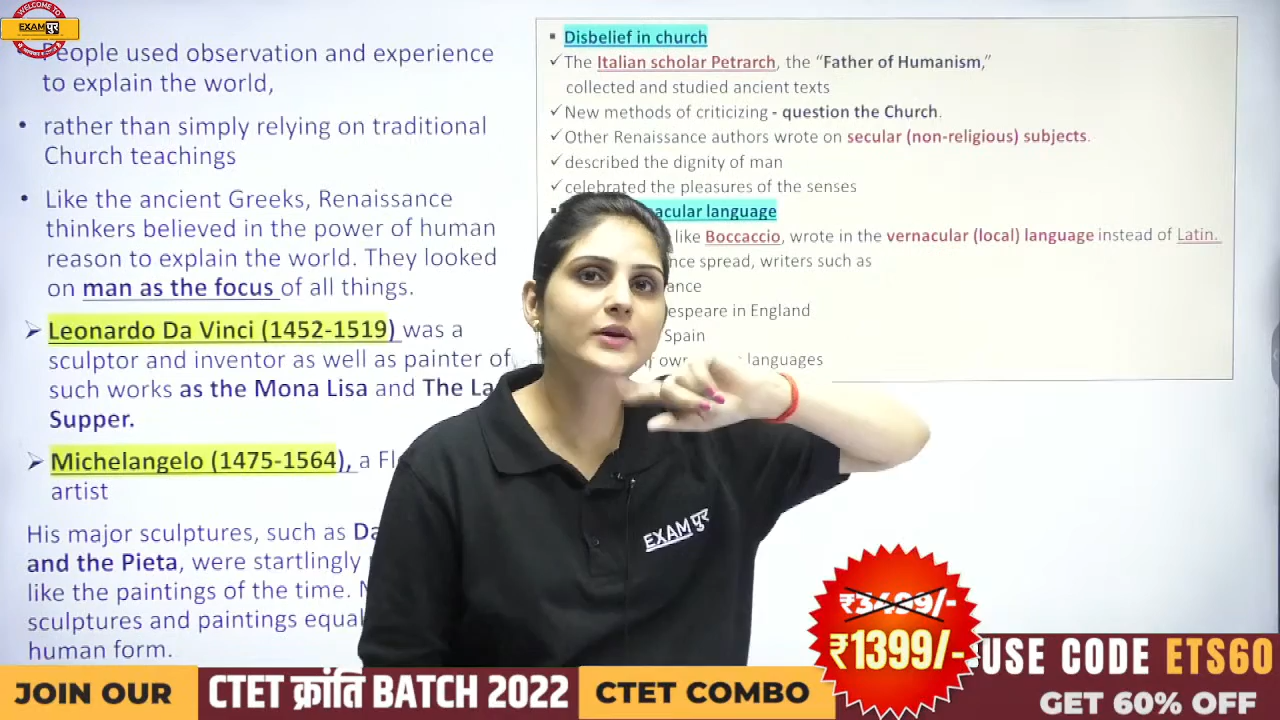 WELCOME TO
EXAMपुर
People used observation and experience
to explain the world,
• rather than simply relying on traditional
Church teachings
• Like the ancient Greeks, Renaissance
thinkers believed in the power of human
reason to explain the world. They looked
on man as the focus of all things.
➢ Leonardo Da Vinci (1452-1519) was a
sculptor and inventor as well as painter of
such works as the Mona Lisa and The La
Supper.
➢ Michelangelo (1475-1564), a Fl
artist
His major sculptures, such as Da
and the Pieta, were startlingly
like the paintings of the time.
sculptures and paintings equal
human form.
▪ Disbelief in church
✓ The Italian scholar Petrarch, the “Father of Humanism,”
collected and studied ancient texts
✓ New methods of criticizing - question the Church.
✓ Other Renaissance authors wrote on secular (non-religious) subjects.
✓ described the dignity of man
✓ celebrated the pleasures of the senses
acular language
like Boccaccio, wrote in the vernacular (local) language instead of Latin.
nce spread, writers such as
ance
espeare in England
Spain
languages
EXAMपुर
₹3499/-
₹1399/-
USE CODE ETS60
GET 60% OFF
JOIN OUR CTET क्रांति BATCH 2022 CTET COMBO